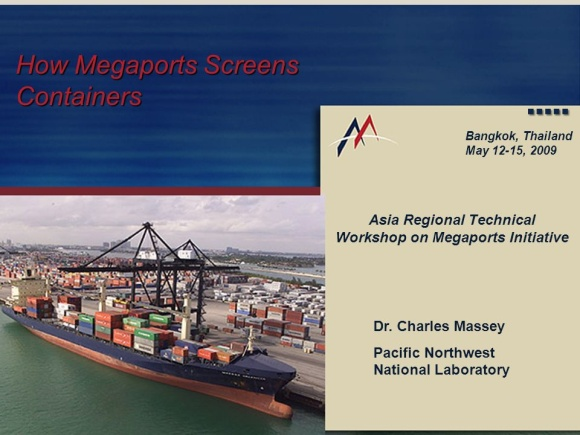 How Megaports Screens
Containers
Bangkok, Thailand
May 12-15, 2009
Asia Regional Technical
Workshop on Megaports Initiative
Dr. Charles Massey
Pacific Northwest
National Laboratory